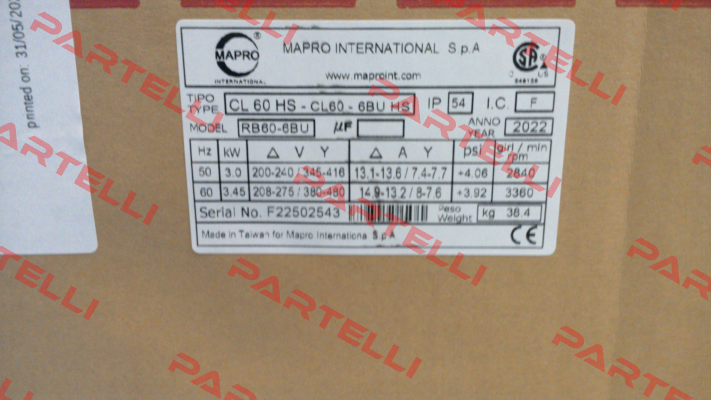 printed on: 31/05/20
MAPRO
INTERNATIONAL
®
MAPRO INTERNATIONAL S.p.A
www.maproint.com
SA
®
C US
TIPO
TYPE
CL 60 HS - CL60 - 6BU HS
IP 54 I.C. F
MODEL RB60-6BU µF
ANNO
YEAR
2022
Hz kW △ V Y △ A Y psi giri / min
rpm
50 3.0 200-240 / 345-416 13.1-13.6 / 7.4-7.7 +4.06 2840
60 3.45 208-275 / 380-480 14.9-13.2 / 8-7.6 +3.92 3360
Serial No. F22502543
Peso
Weight
kg 38.4
Made in Taiwan for Mapro Internationa S.p.A.
CE
PARTELLI
PARTELLI
PARTELLI
PARTELLI
PARTELLI
PARTELLI
PARTELLI
PARTELLI